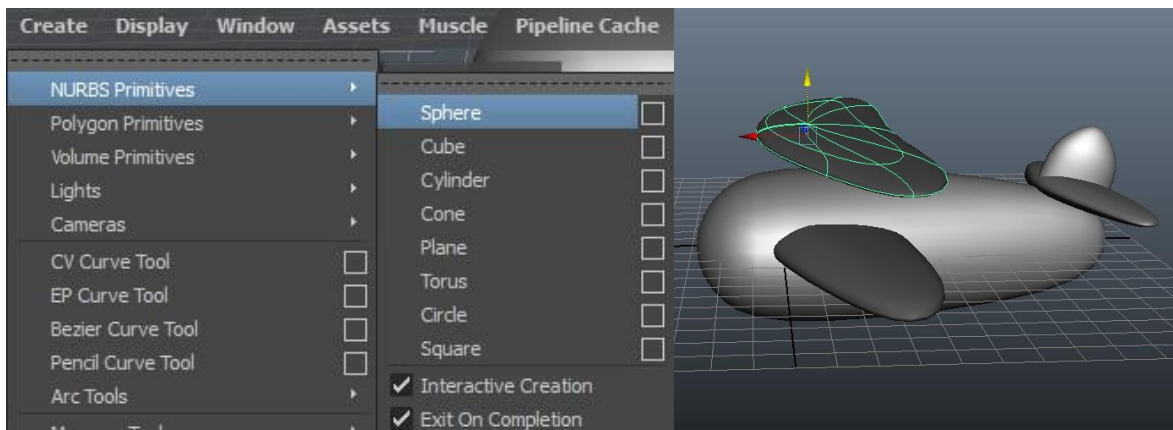 Create Display Window Assets Muscle Pipeline Cache
NURBS Primitives
Polygon Primitives
Volume Primitives
Lights
Cameras
CV Curve Tool
EP Curve Tool
Bezier Curve Tool
Pencil Curve Tool
Arc Tools
Sphere
Cube
Cylinder
Cone
Plane
Torus
Circle
Square
Interactive Creation
Exit On Completion